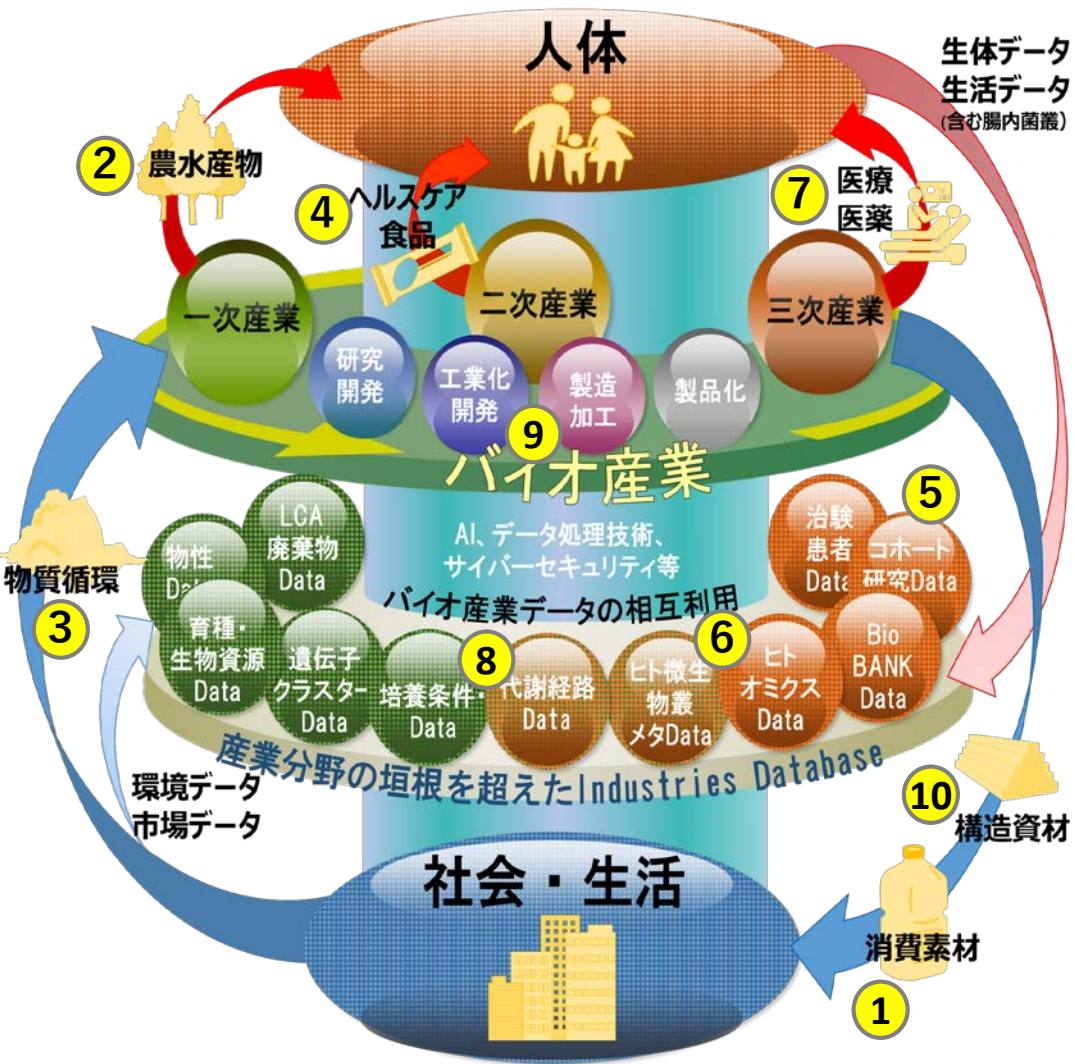 人体
生体データ
生活データ
(含む腸内菌叢)
②
農水産物
④
ヘルスケア
食品
⑦
医療
医薬
一次産業
二次産業
三次産業
研究
開発
工業化
開発
製造
加工
製品化
⑨
バイオ産業
AI、データ処理技術、
サイバーセキュリティ等
バイオ産業データの相互利用
物質循環
③
物性
Data
LCA
廃棄物
Data
育種・
生物資源
Data
遺伝子
クラスター
Data
培養条件
Data
⑧
代謝経路
Data
ヒト微生
物叢
メタData
⑥
ヒト
オミクス
Data
Bio
BANK
Data
治験
患者
Data
⑤
コホート
研究Data
産業分野の垣根を超えたIndustries Database
環境データ
市場データ
社会・生活
⑩
構造資材
消費素材
①